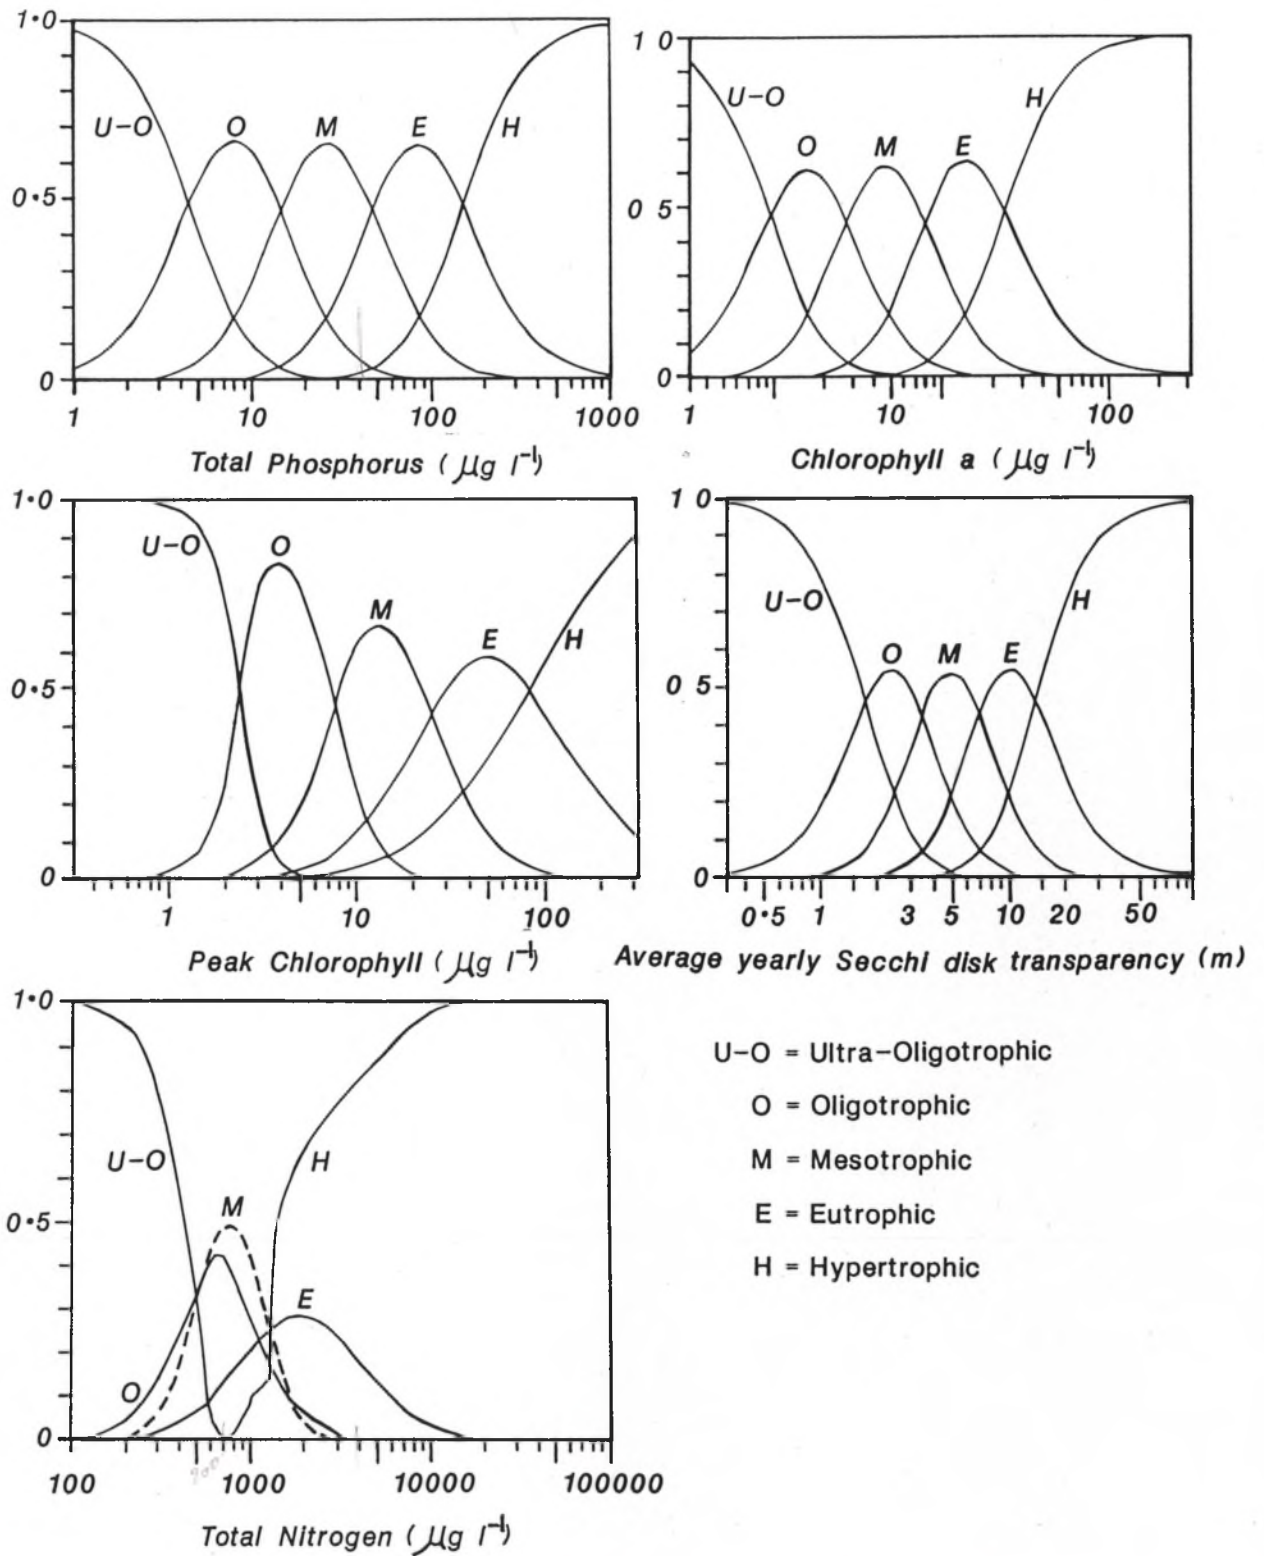 1·0
U-O
O
M
E
H
0·5
0
1
10
100
1000
Total Phosphorus ( μg l⁻¹)
1 0
U-O
O
M
E
H
0 5
0
1
10
100
Chlorophyll a ( μg l⁻¹)
1·0
U-O
O
M
E
H
0·5
0
1
10
100
Peak Chlorophyll ( μg l⁻¹)
1 0
U-O
O
M
E
H
0 5
0
0·5 1 3 5 10 20 50
Average yearly Secchi disk transparency (m)
1·0
U-O
O
M
E
H
0·5
0
100
1000
10000
100000
Total Nitrogen ( μg l⁻¹)
U-O = Ultra-Oligotrophic
O = Oligotrophic
M = Mesotrophic
E = Eutrophic
H = Hypertrophic